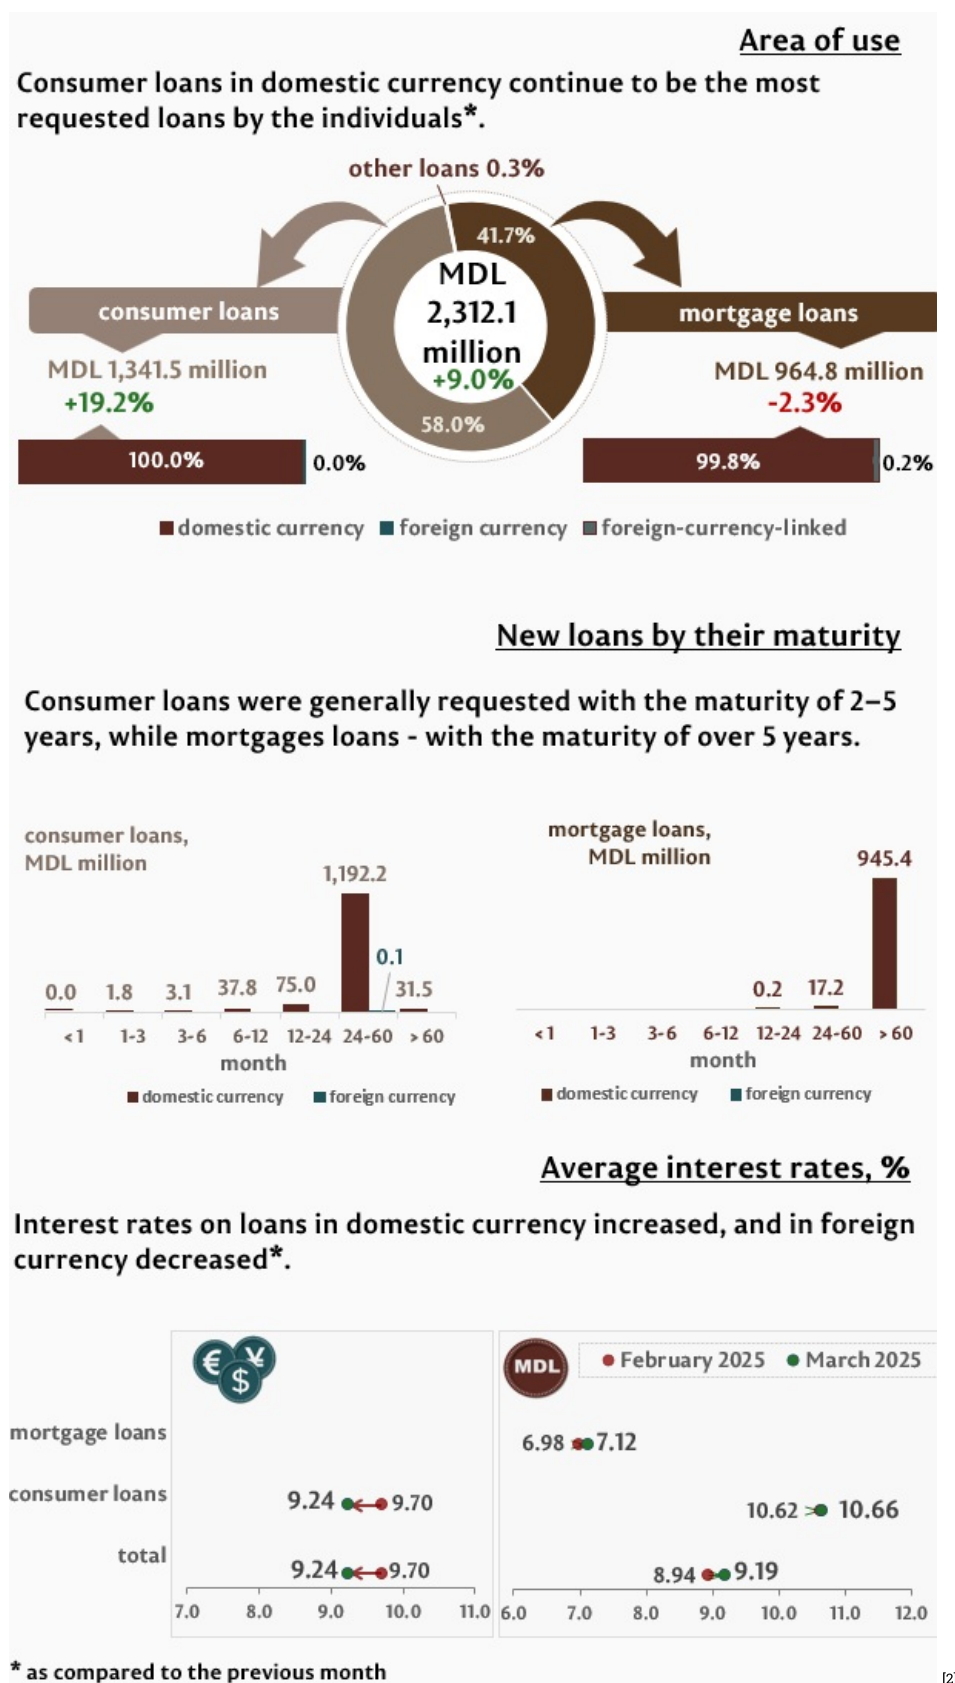 Area of use
Consumer loans in domestic currency continue to be the most
requested loans by the individuals*.
other loans 0.3%
41.7%
MDL
2,312.1
million
+9.0%
58.0%
consumer loans
MDL 1,341.5 million
+19.2%
100.0%
0.0%
mortgage loans
MDL 964.8 million
-2.3%
99.8%
0.2%
domestic currency
foreign currency
foreign-currency-linked
New loans by their maturity
Consumer loans were generally requested with the maturity of 2–5
years, while mortgages loans - with the maturity of over 5 years.
consumer loans,
MDL million
0.0
1.8
3.1
37.8
75.0
1,192.2
0.1
31.5
<1
1-3
3-6
6-12
12-24
24-60
>60
month
domestic currency
foreign currency
mortgage loans,
MDL million
0.2
17.2
945.4
<1
1-3
3-6
6-12
12-24
24-60
>60
month
domestic currency
foreign currency
Average interest rates, %
Interest rates on loans in domestic currency increased, and in foreign
currency decreased*.
€ ¥ $
MDL
February 2025
March 2025
mortgage loans
6.98
7.12
consumer loans
9.24
9.70
10.62
10.66
total
9.24
9.70
8.94
9.19
7.0 8.0 9.0 10.0 11.0
6.0 7.0 8.0 9.0 10.0 11.0 12.0
* as compared to the previous month
[2]